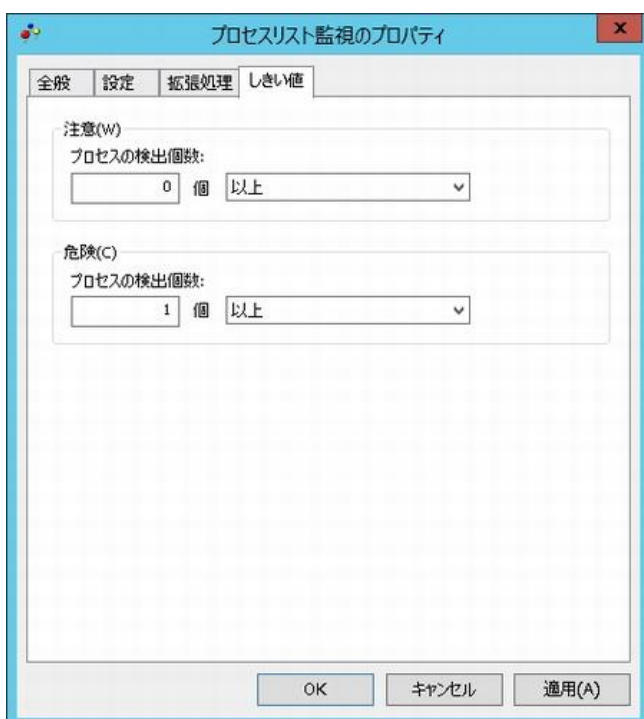 プロセスリスト監視のプロパティ
x
全般 設定 拡張処理 しきい値
注意(W)
プロセスの検出個数:
0 個 以上
危険(C)
プロセスの検出個数:
1 個 以上
OK キャンセル 適用(A)